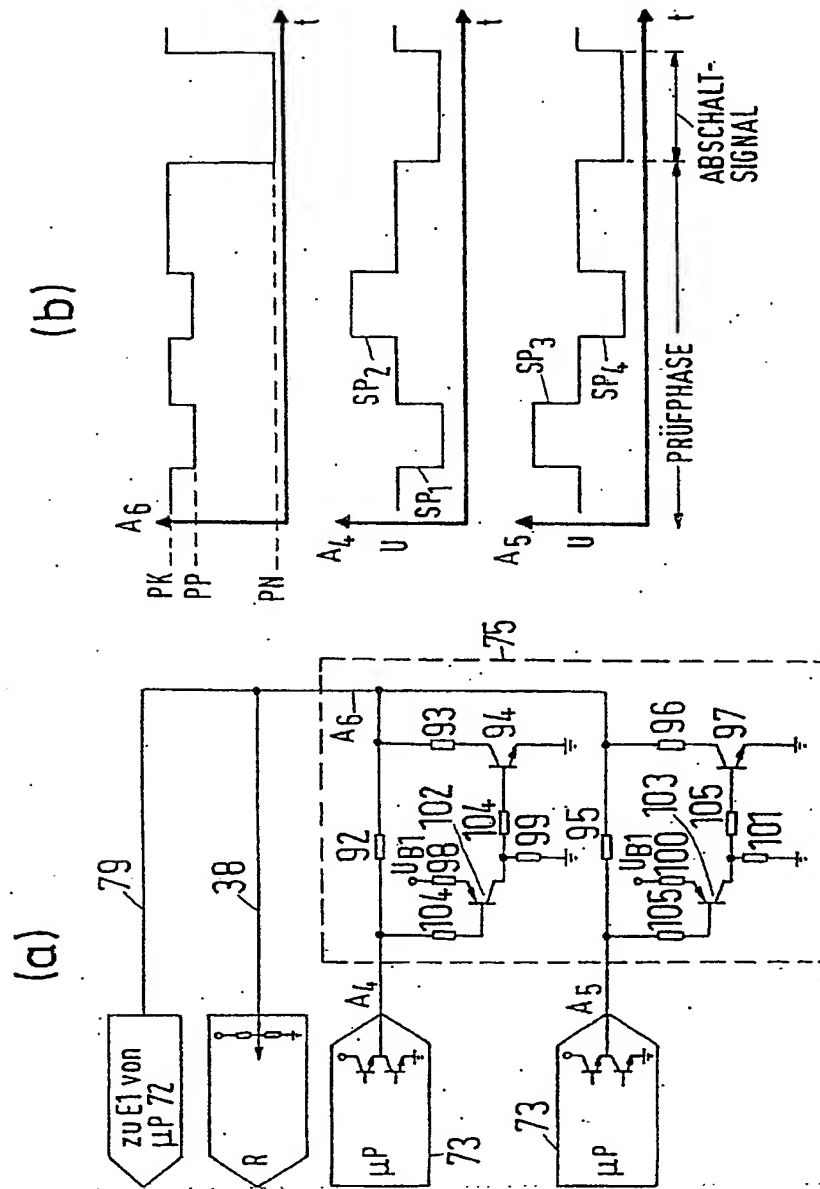 (a)
79
zu E1 von
µP 72
38
R
A6
75
A4
92
93
94
UB1
104
98
102
104
99
µP
73
A5
95
96
97
UB1
105
100
103
105
101
µP
73
(b)
A6
PK
PP
PN
t
A4
U
SP1
SP2
t
A5
U
SP3
SP4
t
PRÜFPHASE
ABSCHALT-
SIGNAL